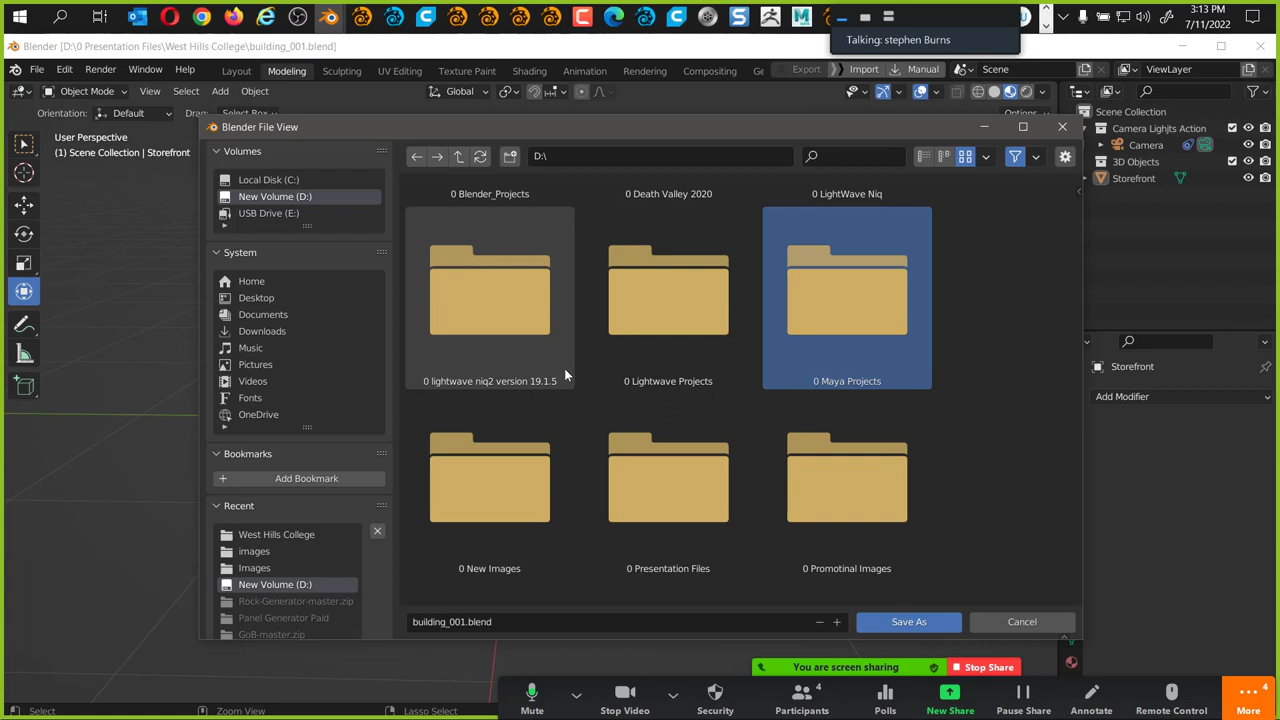 3:13 PM
7/11/2022
Talking: stephen Burns
Blender [D:\0 Presentation Files\West Hills College\building_001.blend]
File Edit Render Window Help Layout Modeling Sculpting UV Editing Texture Paint Shading Animation Rendering Compositing Ge Export Import Manual Scene ViewLayer
Object Mode View Select Add Object Global
Orientation: Default Drag: Select Box Options
User Perspective
(1) Scene Collection | Storefront
Scene Collection
Camera Lights Action
Camera
3D Objects
Storefront
Storefront
Add Modifier
Blender File View
Volumes
Local Disk (C:)
New Volume (D:)
USB Drive (E:)
System
Home
Desktop
Documents
Downloads
Music
Pictures
Videos
Fonts
OneDrive
Bookmarks
Add Bookmark
Recent
West Hills College
images
Images
New Volume (D:)
Rock-Generator-master.zip
Panel Generator Paid
GoB-master.zip
D:\
0 Blender_Projects 0 Death Valley 2020 0 LightWave Niq
0 lightwave niq2 version 19.1.5 0 Lightwave Projects 0 Maya Projects
0 New Images 0 Presentation Files 0 Promotinal Images
building_001.blend Save As Cancel
You are screen sharing Stop Share
Mute Stop Video Security Participants 4 Polls New Share Pause Share Annotate Remote Control More 4
Select Zoom View Lasso Select